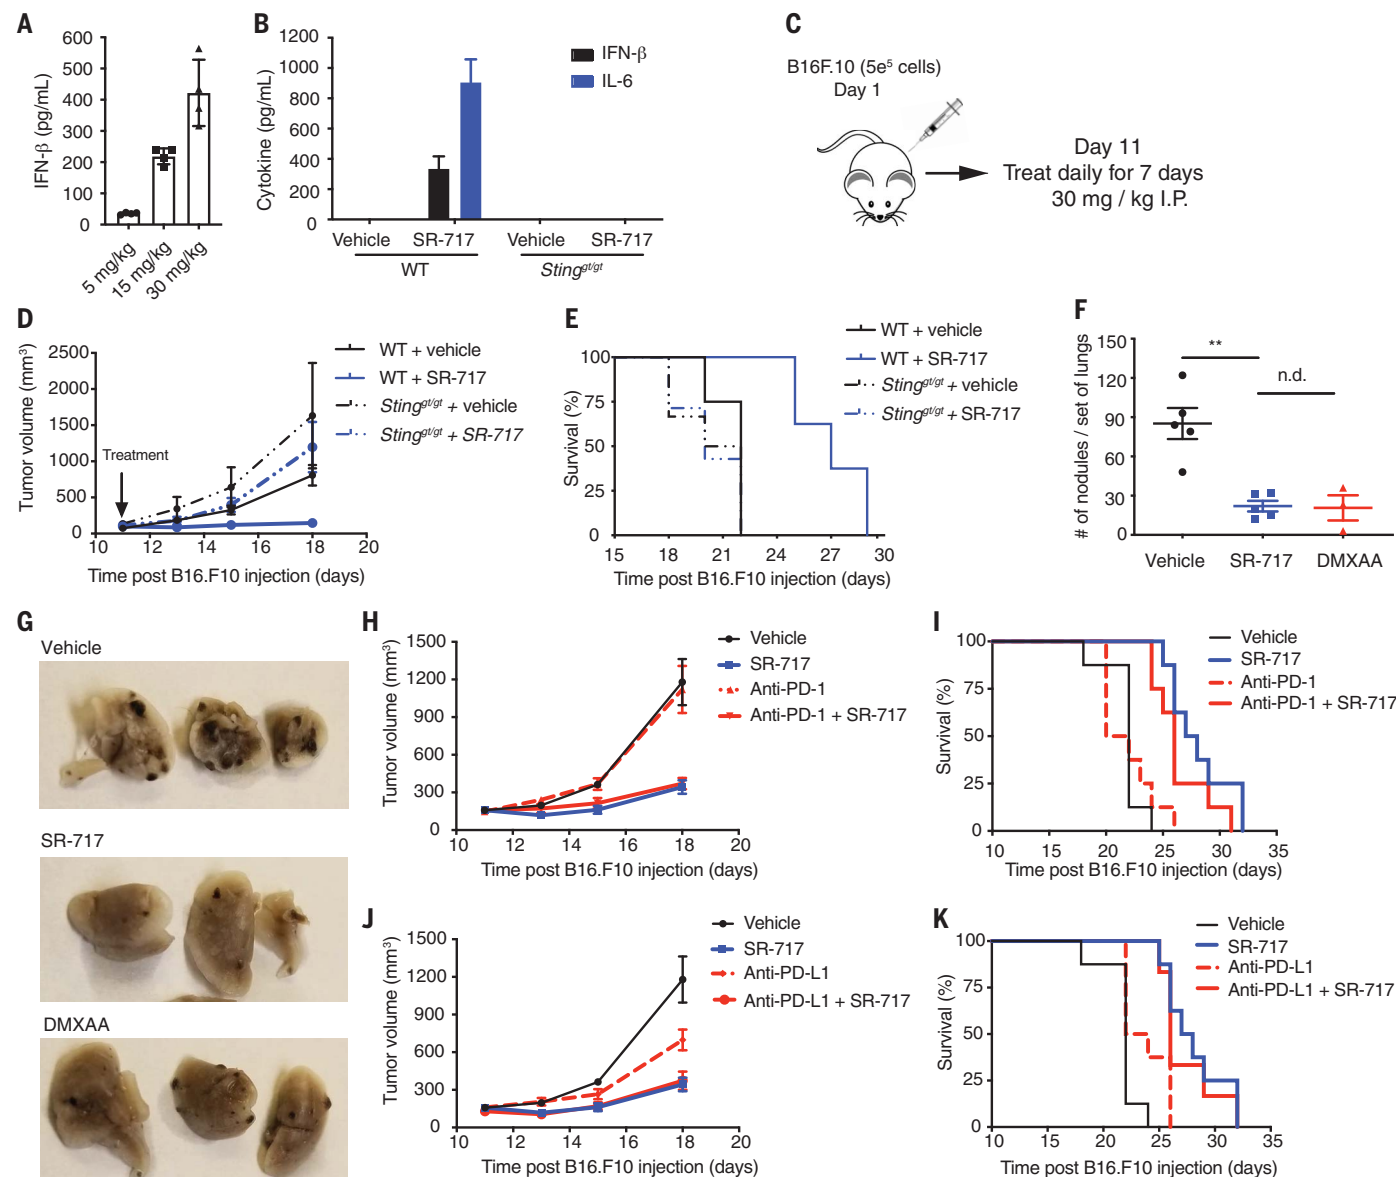 A
600
500
400
300
200
100
0
IFN-β (pg/mL)
5 mg/kg
15 mg/kg
30 mg/kg
B
1200
1000
800
600
400
200
0
Cytokine (pg/mL)
IFN-β
IL-6
Vehicle SR-717 Vehicle SR-717
WT Sting^gt/gt
C
B16F.10 (5e⁵ cells)
Day 1
Day 11
Treat daily for 7 days
30 mg / kg I.P.
D
2500
2000
1500
1000
500
0
Tumor volume (mm³)
Treatment
WT + vehicle
WT + SR-717
Sting^gt/gt + vehicle
Sting^gt/gt + SR-717
10 12 14 16 18 20
Time post B16.F10 injection (days)
E
100
75
50
25
0
Survival (%)
WT + vehicle
WT + SR-717
Sting^gt/gt + vehicle
Sting^gt/gt + SR-717
15 18 21 24 27 30
Time post B16.F10 injection (days)
F
150
120
90
60
30
0
# of nodules / set of lungs
**
n.d.
Vehicle SR-717 DMXAA
G
Vehicle
SR-717
DMXAA
H
1500
1200
900
600
300
0
Tumor volume (mm³)
Vehicle
SR-717
Anti-PD-1
Anti-PD-1 + SR-717
10 12 14 16 18 20
Time post B16.F10 injection (days)
I
100
75
50
25
0
Survival (%)
Vehicle
SR-717
Anti-PD-1
Anti-PD-1 + SR-717
10 15 20 25 30 35
Time post B16.F10 injection (days)
J
1500
1200
900
600
300
0
Tumor volume (mm³)
Vehicle
SR-717
Anti-PD-L1
Anti-PD-L1 + SR-717
10 12 14 16 18 20
Time post B16.F10 injection (days)
K
100
75
50
25
0
Survival (%)
Vehicle
SR-717
Anti-PD-L1
Anti-PD-L1 + SR-717
10 15 20 25 30 35
Time post B16.F10 injection (days)